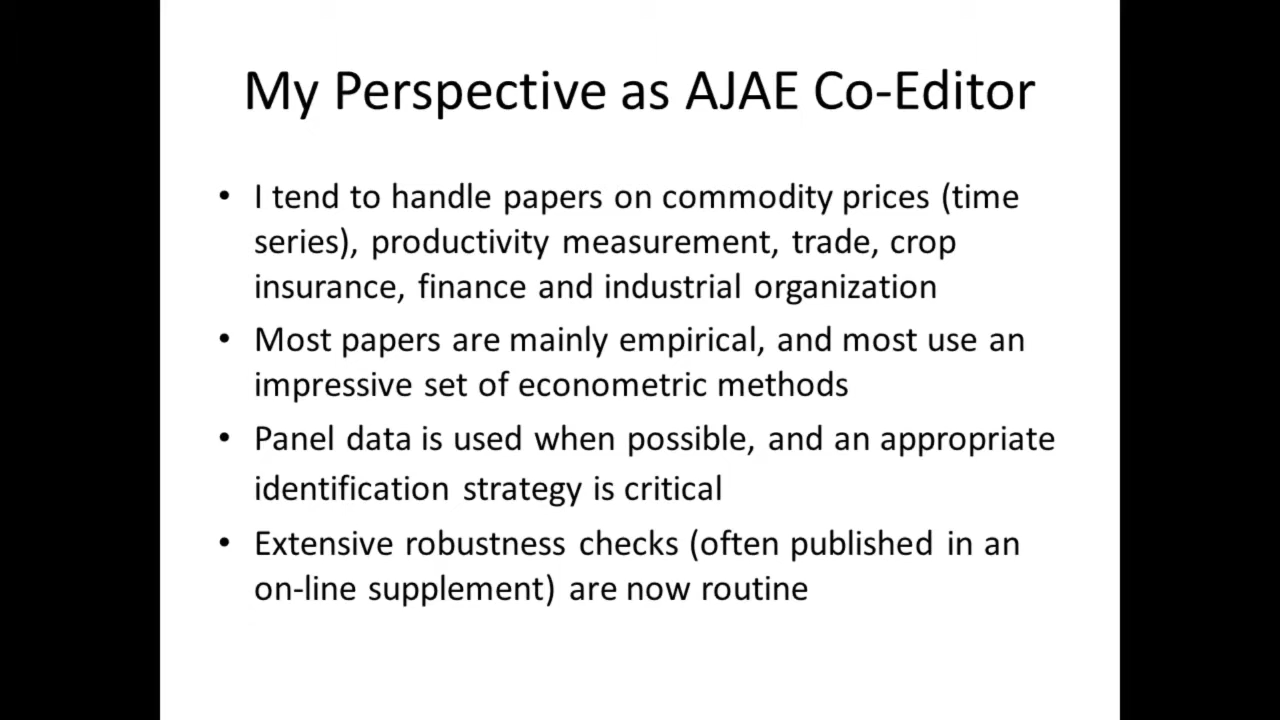 My Perspective as AJAE Co-Editor
• I tend to handle papers on commodity prices (time
series), productivity measurement, trade, crop
insurance, finance and industrial organization
• Most papers are mainly empirical, and most use an
impressive set of econometric methods
• Panel data is used when possible, and an appropriate
identification strategy is critical
• Extensive robustness checks (often published in an
on-line supplement) are now routine